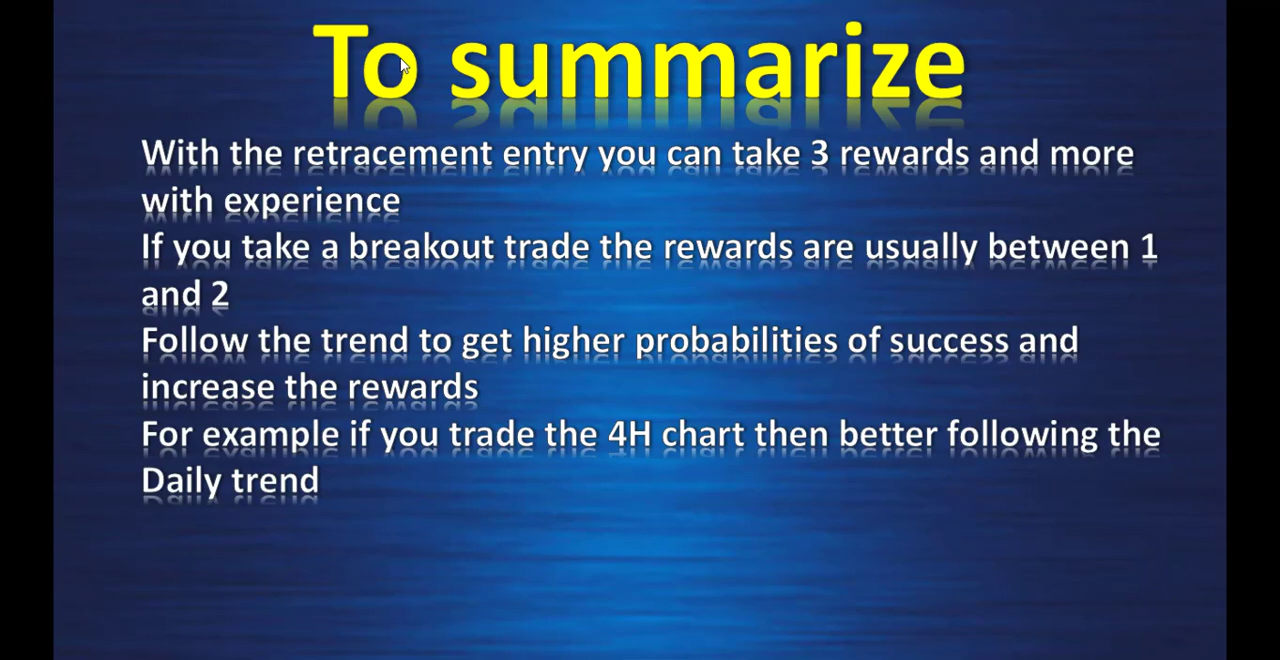 To summarize
With the retracement entry you can take 3 rewards and more
with experience
If you take a breakout trade the rewards are usually between 1
and 2
Follow the trend to get higher probabilities of success and
increase the rewards
For example if you trade the 4H chart then better following the
Daily trend